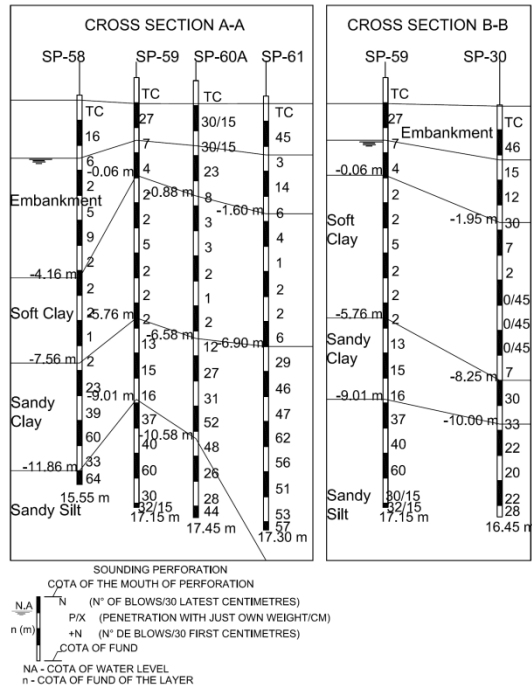 CROSS SECTION A-A
SP-58 SP-59 SP-60A SP-61
TC TC TC TC
27
16 30/15 45
7 30/15
6 3
-0.06 m 4 23
2 2 -0.88 m 8 14
Embankment
5 2 3 -1.60 m 6
9 5 3 4
2 2 2 1
-4.16 m
2 2 1 2
Soft Clay 2 -5.76 m 2 2 6
1 13 -6.58 m 12 -6.90 m
-7.56 m 2 15 27 29
23 -9.01 m 16 31 46
Sandy Clay 39 37 52 47
60 40 -10.58 m 48 62
-11.86 m 33 60 26 56
64 30 28 51
15.55 m 32/15 44 53
Sandy Silt 17.15 m 17.45 m 57
17.30 m
CROSS SECTION B-B
SP-59 SP-30
TC TC
27 Embankment 46
7 15
-0.06 m 4 12
2 -1.95 m 30
Soft Clay 2 7
5 2
2 0/45
2 0/45
-5.76 m 2 0/45
Sandy Clay 13 7
15 -8.25 m 30
-9.01 m 16 -10.00 m 33
37 22
40 20
60 22
Sandy Silt 30/15 28
32/15 16.45 m
17.15 m
SOUNDING PERFORATION
COTA OF THE MOUTH OF PERFORATION
N.A N (N° OF BLOWS/30 LATEST CENTIMETRES)
n (m) P/X (PENETRATION WITH JUST OWN WEIGHT/CM)
+N (N° DE BLOWS/30 FIRST CENTIMETRES)
COTA OF FUND
NA - COTA OF WATER LEVEL
n - COTA OF FUND OF THE LAYER